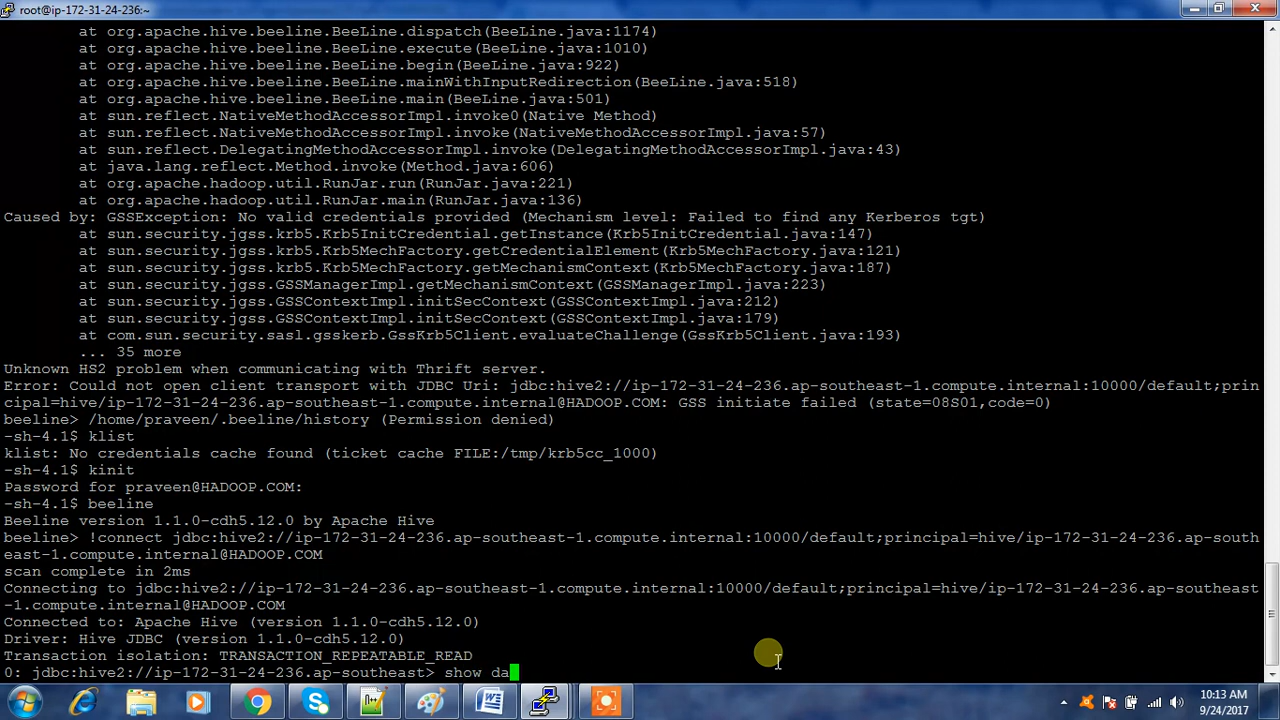 root@ip-172-31-24-236:~
at org.apache.hive.beeline.BeeLine.dispatch(BeeLine.java:1174)
at org.apache.hive.beeline.BeeLine.execute(BeeLine.java:1010)
at org.apache.hive.beeline.BeeLine.begin(BeeLine.java:922)
at org.apache.hive.beeline.BeeLine.mainWithInputRedirection(BeeLine.java:518)
at org.apache.hive.beeline.BeeLine.main(BeeLine.java:501)
at sun.reflect.NativeMethodAccessorImpl.invoke0(Native Method)
at sun.reflect.NativeMethodAccessorImpl.invoke(NativeMethodAccessorImpl.java:57)
at sun.reflect.DelegatingMethodAccessorImpl.invoke(DelegatingMethodAccessorImpl.java:43)
at java.lang.reflect.Method.invoke(Method.java:606)
at org.apache.hadoop.util.RunJar.run(RunJar.java:221)
at org.apache.hadoop.util.RunJar.main(RunJar.java:136)
Caused by: GSSException: No valid credentials provided (Mechanism level: Failed to find any Kerberos tgt)
at sun.security.jgss.krb5.Krb5InitCredential.getInstance(Krb5InitCredential.java:147)
at sun.security.jgss.krb5.Krb5MechFactory.getCredentialElement(Krb5MechFactory.java:121)
at sun.security.jgss.krb5.Krb5MechFactory.getMechanismContext(Krb5MechFactory.java:187)
at sun.security.jgss.GSSManagerImpl.getMechanismContext(GSSManagerImpl.java:223)
at sun.security.jgss.GSSContextImpl.initSecContext(GSSContextImpl.java:212)
at sun.security.jgss.GSSContextImpl.initSecContext(GSSContextImpl.java:179)
at com.sun.security.sasl.gsskerb.GssKrb5Client.evaluateChallenge(GssKrb5Client.java:193)
... 35 more
Unknown HS2 problem when communicating with Thrift server.
Error: Could not open client transport with JDBC Uri: jdbc:hive2://ip-172-31-24-236.ap-southeast-1.compute.internal:10000/default;prin
cipal=hive/ip-172-31-24-236.ap-southeast-1.compute.internal@HADOOP.COM: GSS initiate failed (state=08S01,code=0)
beeline> /home/praveen/.beeline/history (Permission denied)
-sh-4.1$ klist
klist: No credentials cache found (ticket cache FILE:/tmp/krb5cc_1000)
-sh-4.1$ kinit
Password for praveen@HADOOP.COM:
-sh-4.1$ beeline
Beeline version 1.1.0-cdh5.12.0 by Apache Hive
beeline> !connect jdbc:hive2://ip-172-31-24-236.ap-southeast-1.compute.internal:10000/default;principal=hive/ip-172-31-24-236.ap-south
east-1.compute.internal@HADOOP.COM
scan complete in 2ms
Connecting to jdbc:hive2://ip-172-31-24-236.ap-southeast-1.compute.internal:10000/default;principal=hive/ip-172-31-24-236.ap-southeast
-1.compute.internal@HADOOP.COM
Connected to: Apache Hive (version 1.1.0-cdh5.12.0)
Driver: Hive JDBC (version 1.1.0-cdh5.12.0)
Transaction isolation: TRANSACTION_REPEATABLE_READ
0: jdbc:hive2://ip-172-31-24-236.ap-southeast> show da
10:13 AM
9/24/2017